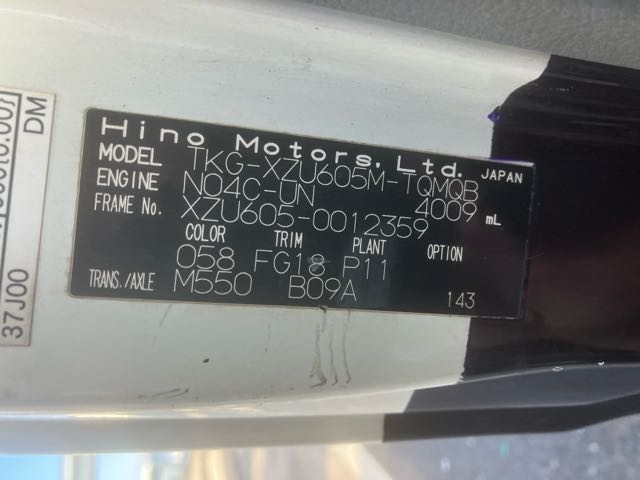 Hino Motors, Ltd. JAPAN
MODEL TKG-XZU605M-TQMQB
ENGINE N04C-UN 4009 mL
FRAME No. XZU605-0012359
COLOR TRIM PLANT OPTION
058 FG18 P11
TRANS./AXLE M550 B09A 143
DM
37J00